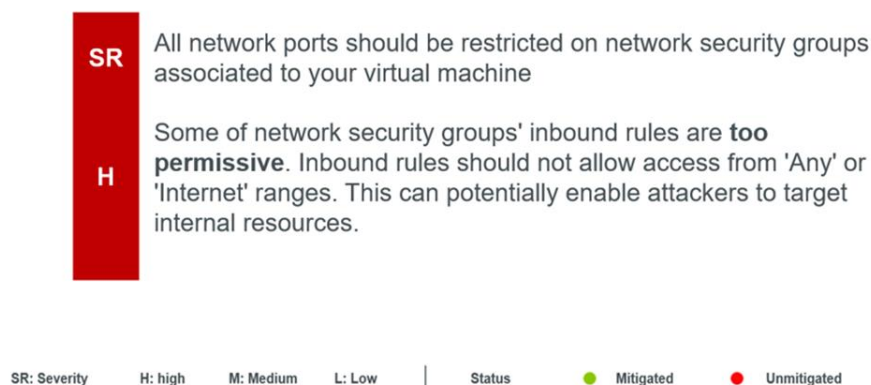 SR
All network ports should be restricted on network security groups
associated to your virtual machine
Some of network security groups' inbound rules are too
H
permissive. Inbound rules should not allow access from 'Any' or
'Internet' ranges. This can potentially enable attackers to target
internal resources.
SR: Severity H: high M: Medium L: Low Status Mitigated Unmitigated